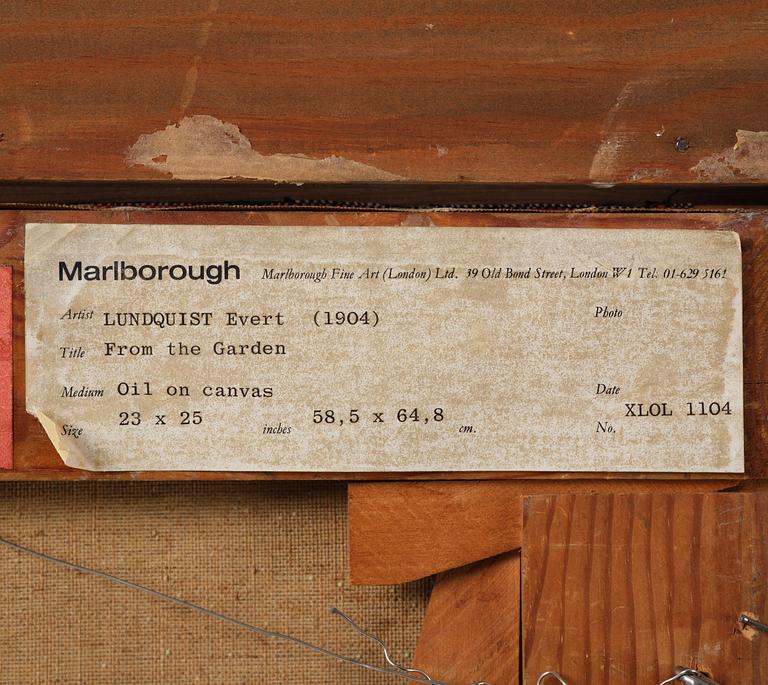 Marlborough Marlborough Fine Art (London) Ltd. 39 Old Bond Street, London W1 Tel. 01-629 5161
Artist LUNDQUIST Evert (1904) Photo
Title From the Garden
Medium Oil on canvas Date
Size 23 x 25 inches 58,5 x 64,8 cm. No. XLOL 1104